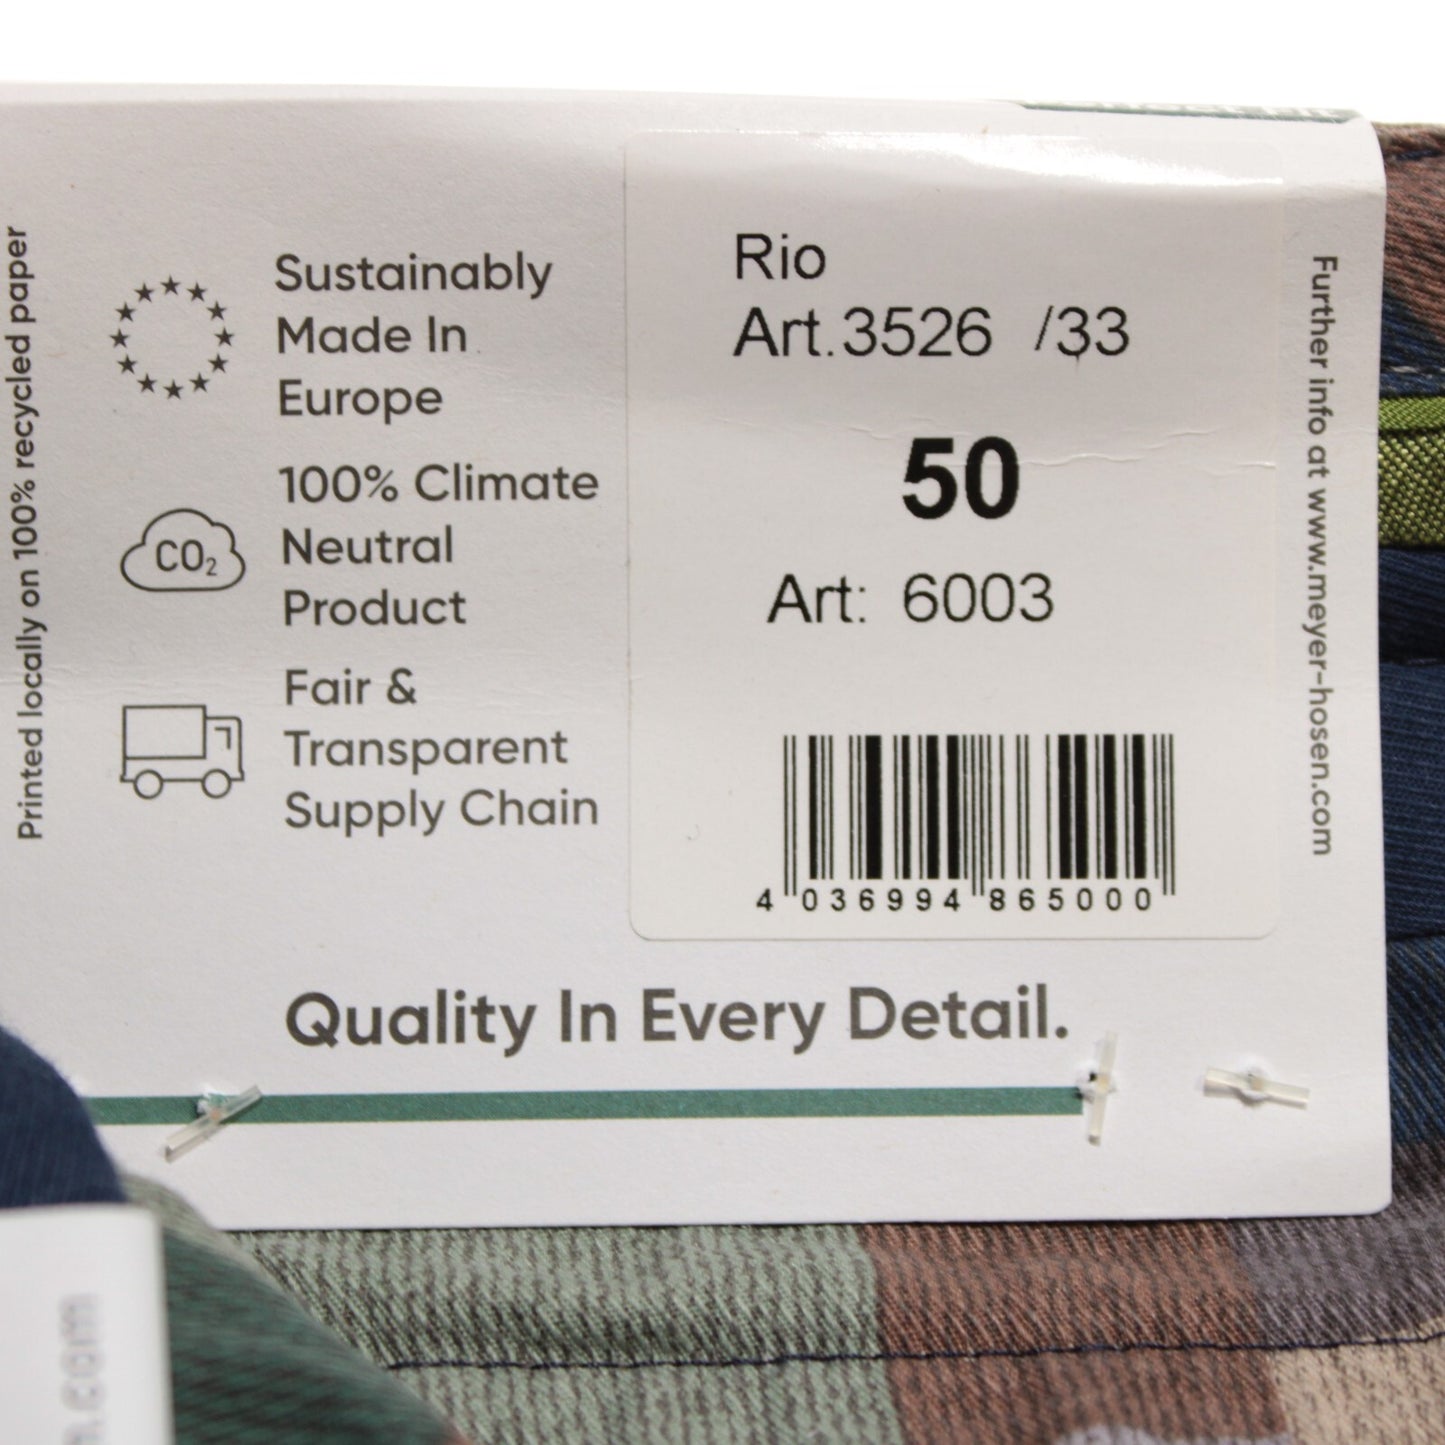 Printed locally on 100% recycled paper
Sustainably
Made In
Europe
CO₂
100% Climate
Neutral
Product
Fair &
Transparent
Supply Chain
Rio
Art.3526 /33
50
Art: 6003
4 036994 865000
Further info at www.meyer-hosen.com
Quality In Every Detail.